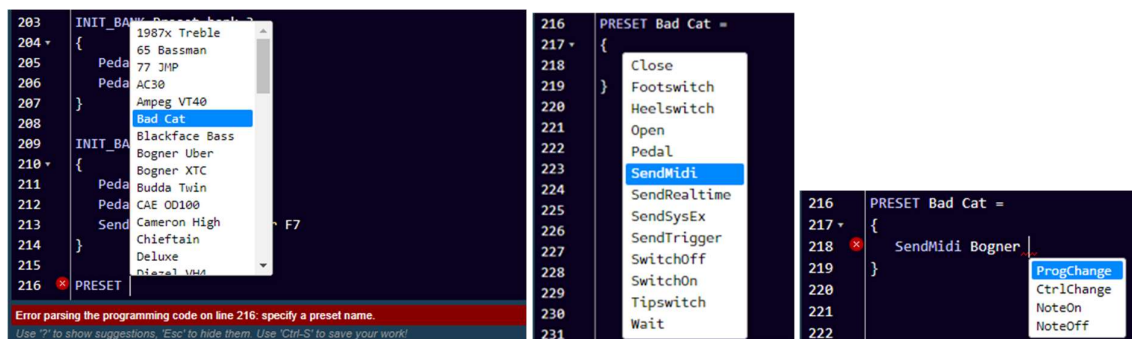 203 INIT_BANK Preset bank 2
204 {
205 Peda
206 Peda
207 }
208
209 INIT_BA
210 {
211 Peda
212 Peda
213 Send F7
214 }
215
216 PRESET
1987x Treble
65 Bassman
77 JMP
AC30
Ampeg VT40
Bad Cat
Blackface Bass
Bogner Uber
Bogner XTC
Budda Twin
CAE OD100
Cameron High
Chieftain
Deluxe
Diezel VH4
Error parsing the programming code on line 216: specify a preset name.
Use '?' to show suggestions, 'Esc' to hide them. Use 'Ctrl-S' to save your work!
216 PRESET Bad Cat =
217 {
218
219 }
220
221
222
223
224
225
226
227
228
229
230
231
Close
Footswitch
Heelswitch
Open
Pedal
SendMidi
SendRealtime
SendSysEx
SendTrigger
SwitchOff
SwitchOn
Tipswitch
Wait
216 PRESET Bad Cat =
217 {
218 SendMidi Bogner
219 }
220
221
222
ProgChange
CtrlChange
NoteOn
NoteOff